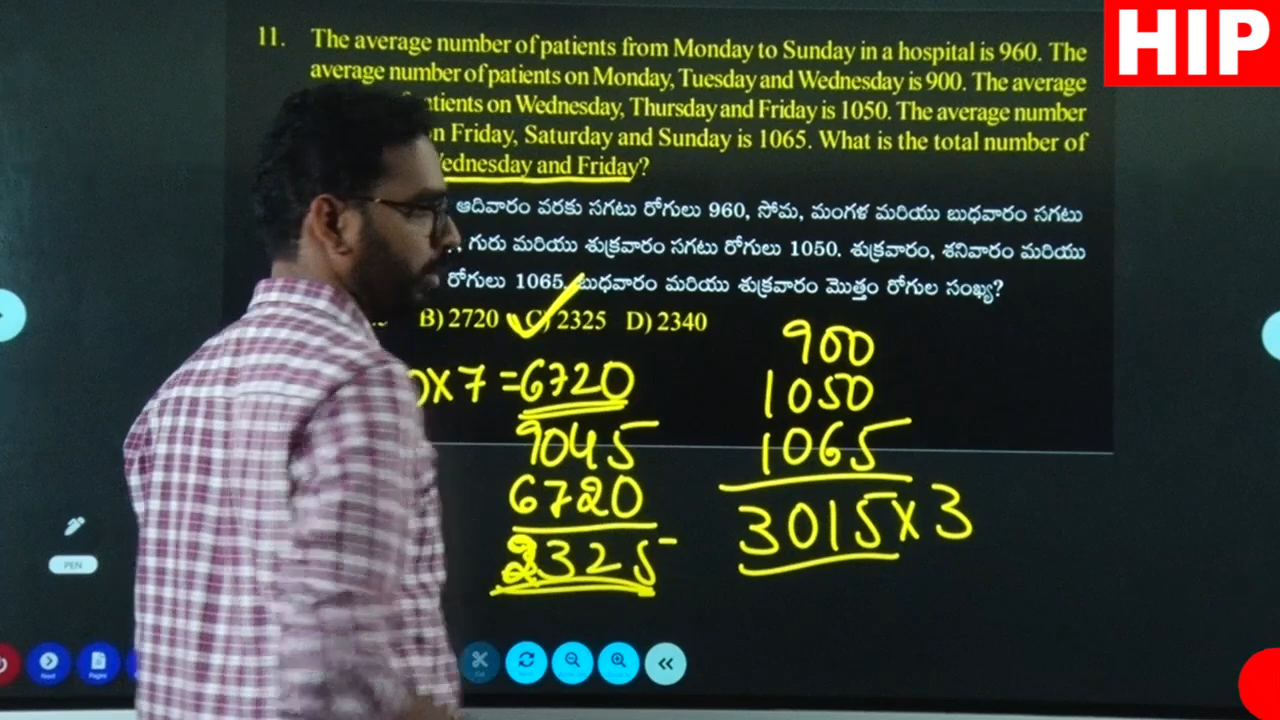 HIP
11. The average number of patients from Monday to Sunday in a hospital is 960. The
average number of patients on Monday, Tuesday and Wednesday is 900. The average
patients on Wednesday, Thursday and Friday is 1050. The average number
n Friday, Saturday and Sunday is 1065. What is the total number of
Wednesday and Friday?
ఆదివారం వరకు సగటు రోగులు 960, సోమ, మంగళ మరియు బుధవారం సగటు
, గురు మరియు శుక్రవారం సగటు రోగులు 1050. శుక్రవారం, శనివారం మరియు
రోగులు 1065, బుధవారం మరియు శుక్రవారం మొత్తం రోగుల సంఖ్య?
B) 2720 C) 2325 D) 2340
0x7 = 6720
9045
6720
2325
900
1050
1065
3015x3
PEN
Next
Pages
Cut